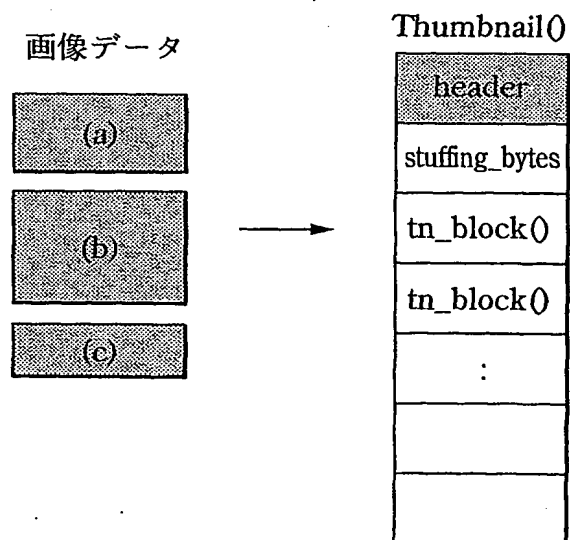 画像データ
(a)
(b)
(c)
Thumbnail()
header
stuffing_bytes
tn_block()
tn_block()
: